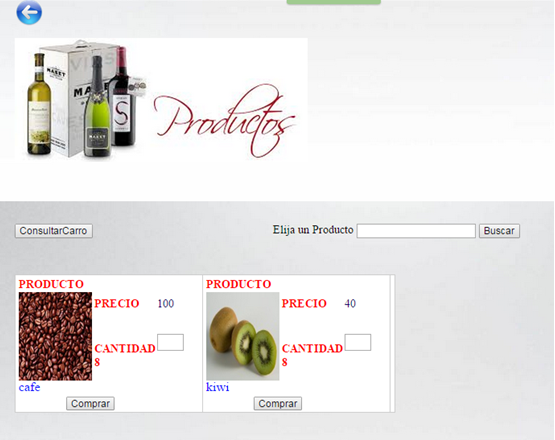 MARET
S
Productos
ConsultarCarro
Elija un Producto Buscar
PRODUCTO PRODUCTO
PRECIO 100 PRECIO 40
CANTIDAD CANTIDAD
8 8
cafe kiwi
Comprar Comprar